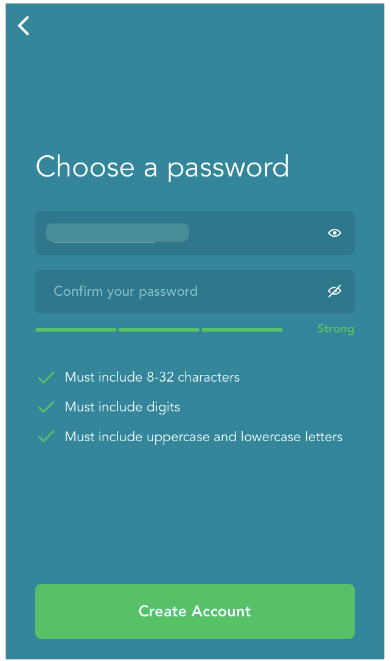 Choose a password
Confirm your password
Strong
Must include 8-32 characters
Must include digits
Must include uppercase and lowercase letters
Create Account